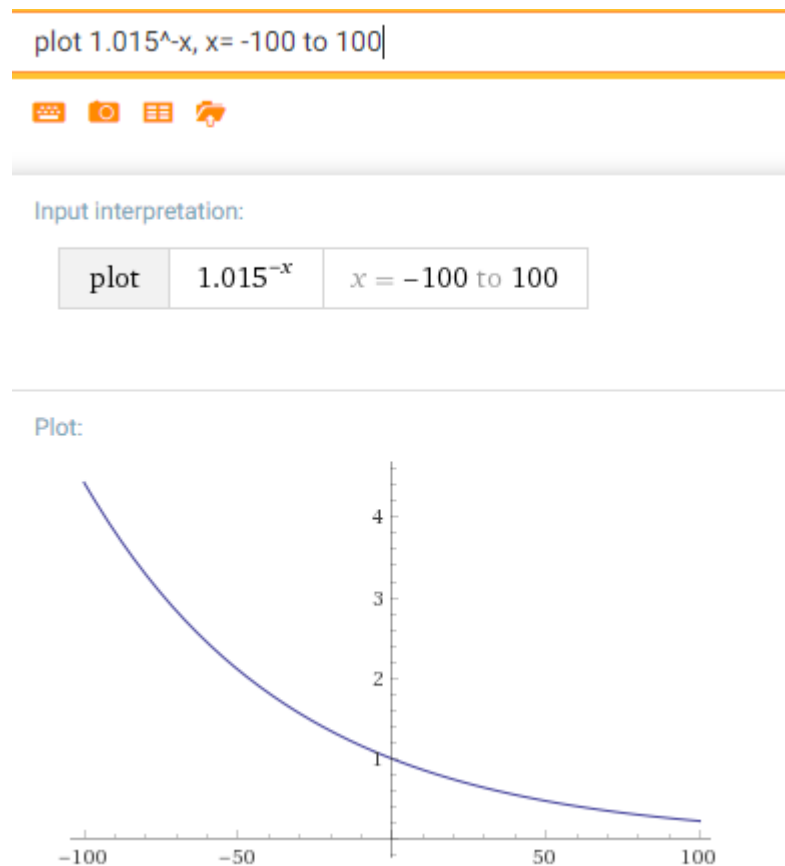 plot 1.015^-x, x= -100 to 100
Input interpretation:
plot 1.015⁻ˣ x = −100 to 100
Plot:
4
3
2
1
−100 −50 50 100